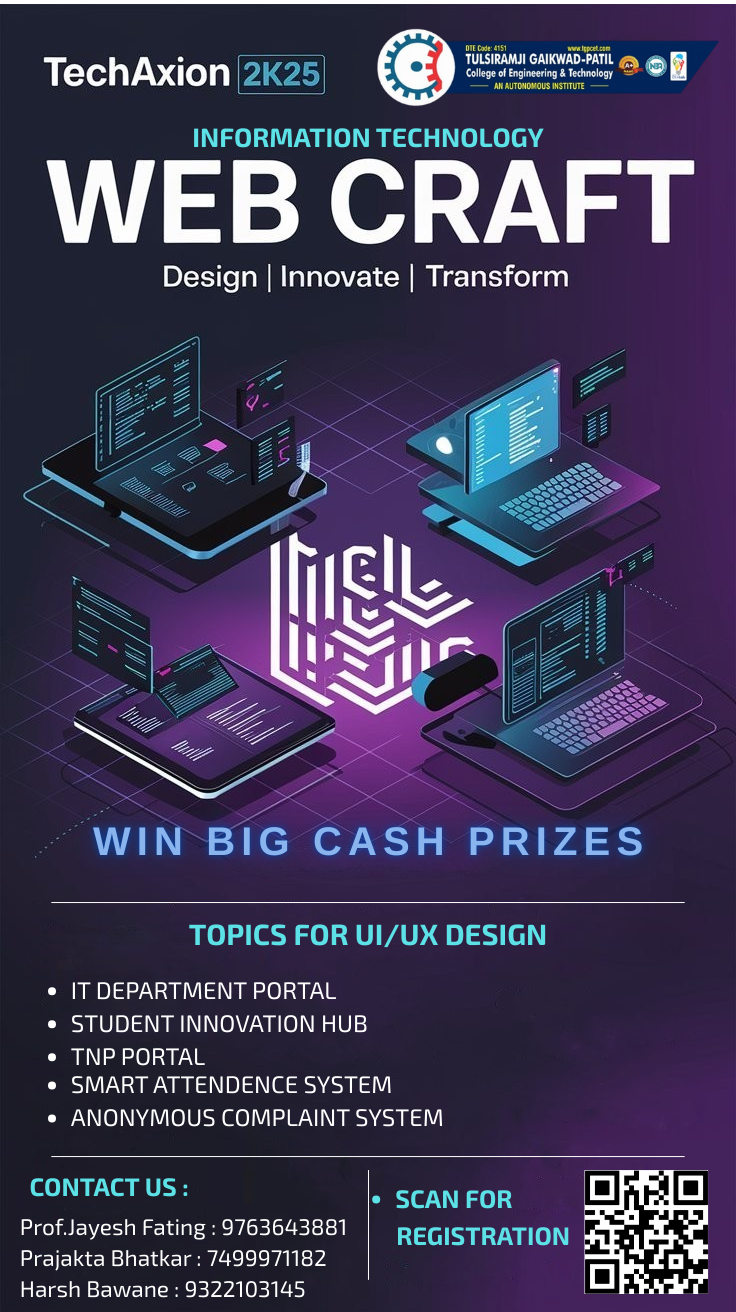 TechAxion 2K25
DTE Code: 4151 www.tgpcet.com
TULSIRAMJI GAIKWAD-PATIL
College of Engineering & Technology
AN AUTONOMOUS INSTITUTE
INFORMATION TECHNOLOGY
WEB CRAFT
Design | Innovate | Transform
WIN BIG CASH PRIZES
TOPICS FOR UI/UX DESIGN
• IT DEPARTMENT PORTAL
• STUDENT INNOVATION HUB
• TNP PORTAL
• SMART ATTENDENCE SYSTEM
• ANONYMOUS COMPLAINT SYSTEM
CONTACT US :
Prof.Jayesh Fating : 9763643881
Prajakta Bhatkar : 7499971182
Harsh Bawane : 9322103145
• SCAN FOR
REGISTRATION